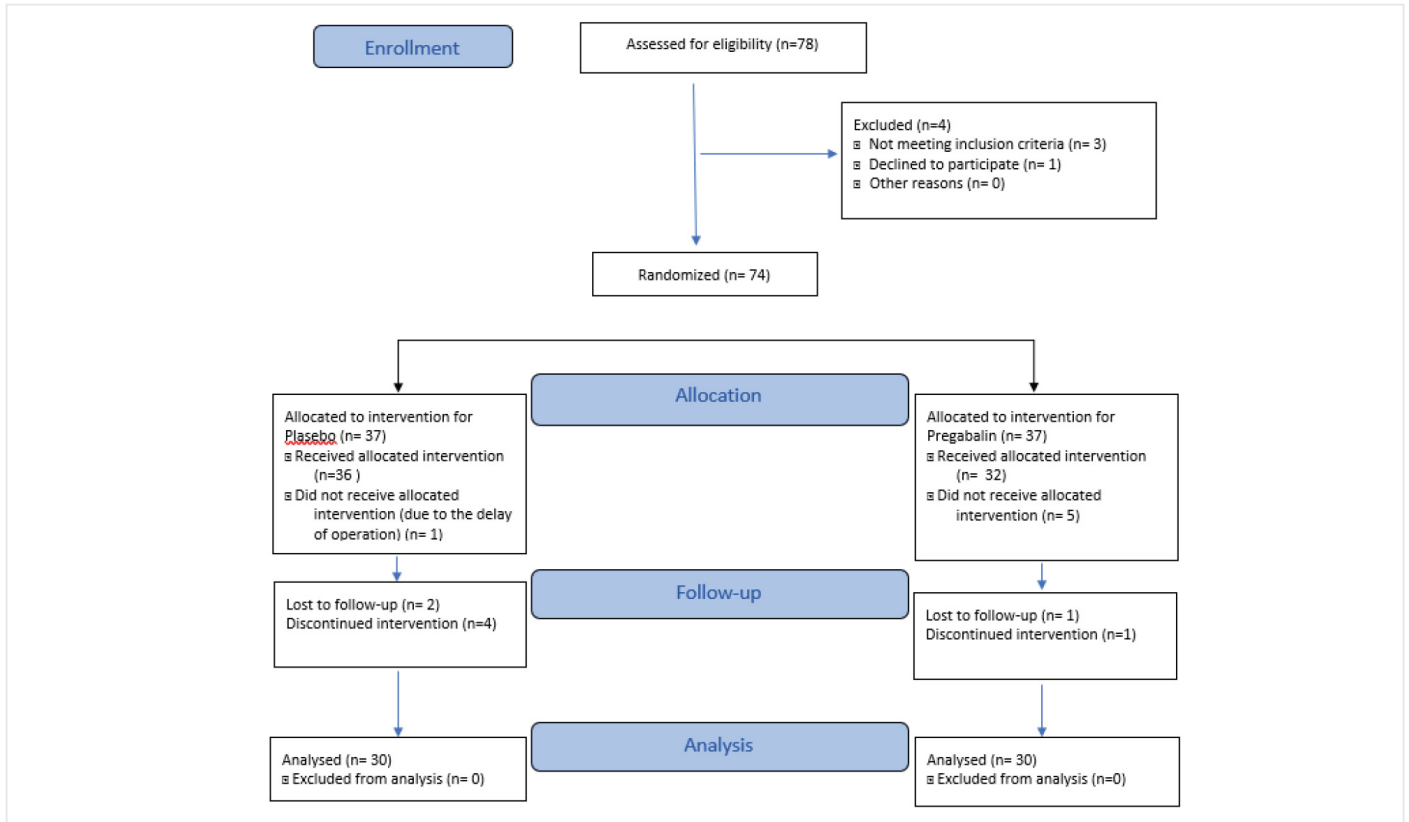 Enrollment
Assessed for eligibility (n=78)
Excluded (n=4)
Not meeting inclusion criteria (n= 3)
Declined to participate (n= 1)
Other reasons (n= 0)
Randomized (n= 74)
Allocation
Allocated to intervention for
Plasebo (n= 37)
Received allocated intervention
(n=36 )
Did not receive allocated
intervention (due to the delay
of operation) (n= 1)
Allocated to intervention for
Pregabalin (n= 37)
Received allocated intervention
(n= 32)
Did not receive allocated
intervention (n= 5)
Follow-up
Lost to follow-up (n= 2)
Discontinued intervention (n=4)
Lost to follow-up (n= 1)
Discontinued intervention (n=1)
Analysis
Analysed (n= 30)
Excluded from analysis (n= 0)
Analysed (n= 30)
Excluded from analysis (n=0)